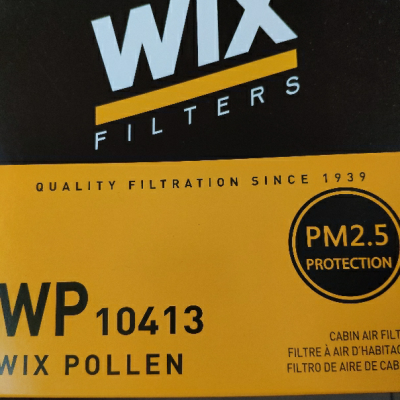 WIX
FILTERS
QUALITY FILTRATION SINCE 1939
PM2.5
PROTECTION
WP 10413
WIX POLLEN
CABIN AIR FILT
FILTRE À AIR D'HABITAC
FILTRO DE AIRE DE CAB